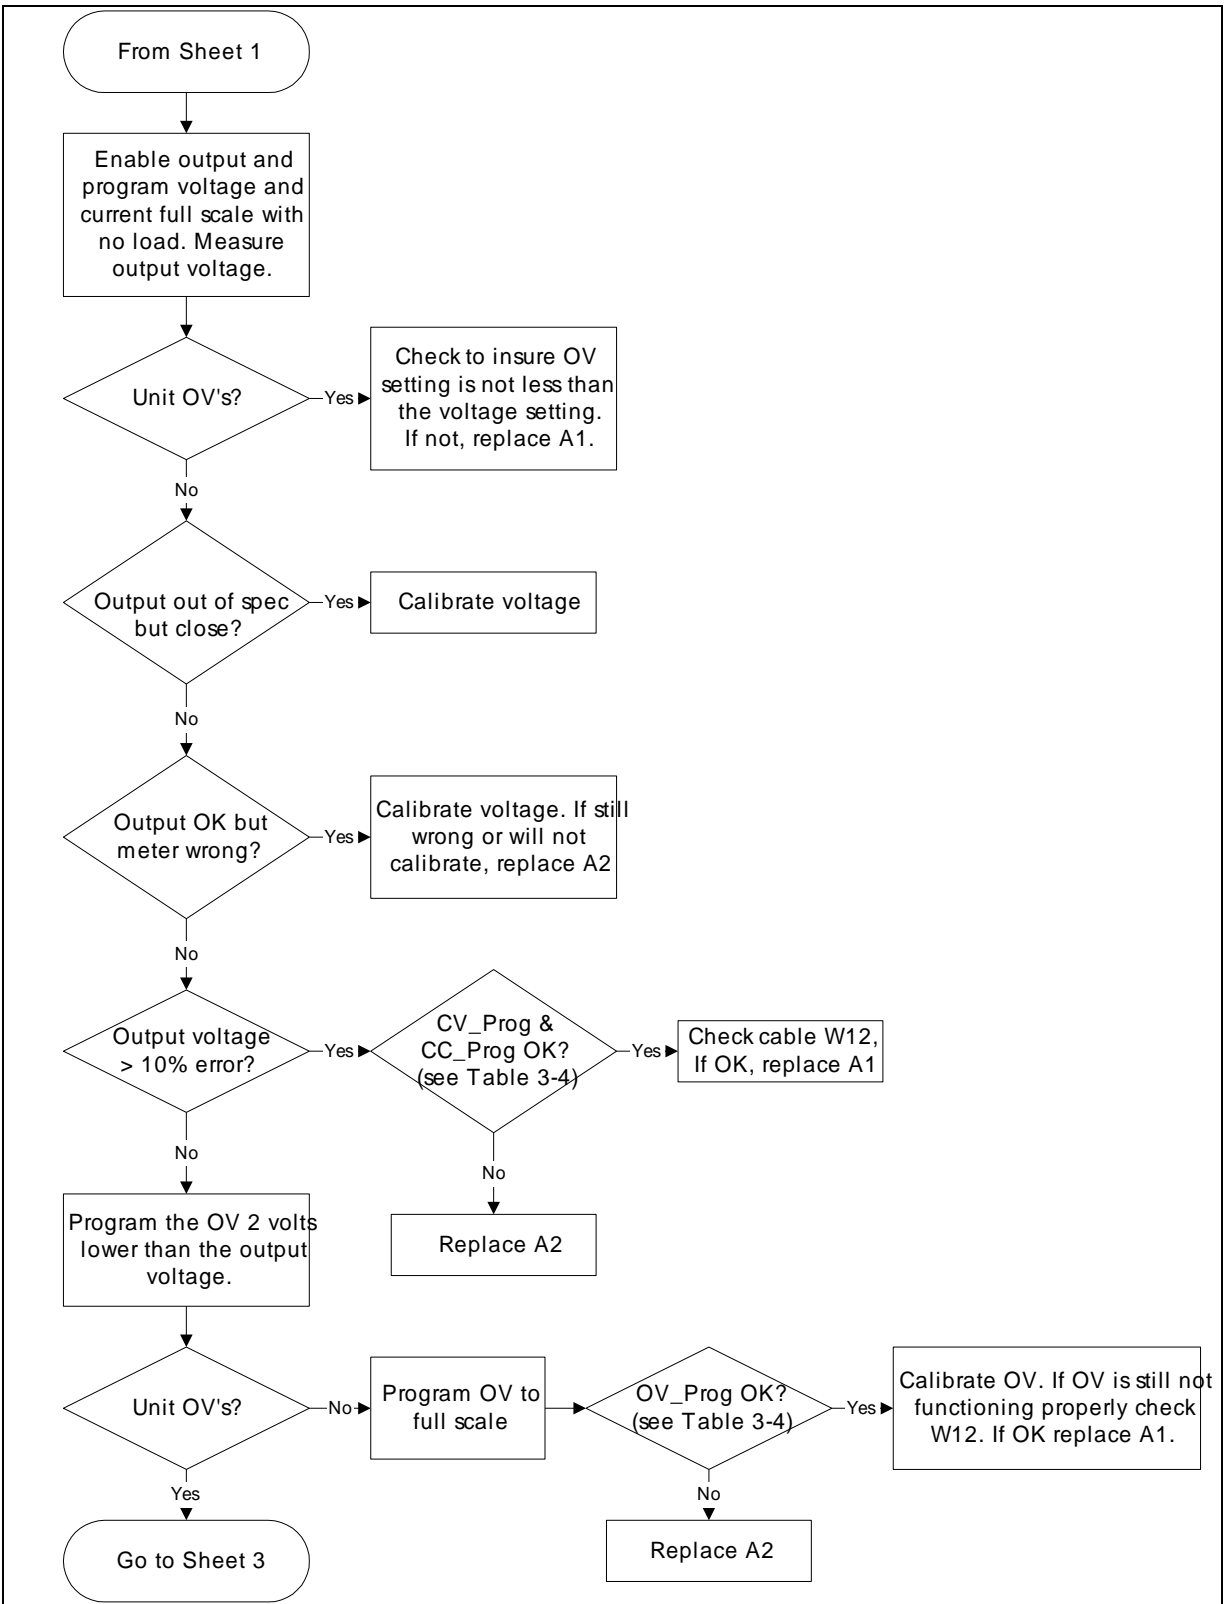 From Sheet 1
Enable output and
program voltage and
current full scale with
no load. Measure
output voltage.
Unit OV's?
Yes
Check to insure OV
setting is not less than
the voltage setting.
If not, replace A1.
No
Output out of spec
but close?
Yes
Calibrate voltage
No
Output OK but
meter wrong?
Yes
Calibrate voltage. If still
wrong or will not
calibrate, replace A2
No
Output voltage
> 10% error?
Yes
CV_Prog &
CC_Prog OK?
(see Table 3-4)
Yes
Check cable W12,
If OK, replace A1
No
Replace A2
No
Program the OV 2 volts
lower than the output
voltage.
Unit OV's?
No
Program OV to
full scale
OV_Prog OK?
(see Table 3-4)
Yes
Calibrate OV. If OV is still not
functioning properly check
W12. If OK replace A1.
No
Replace A2
Yes
Go to Sheet 3